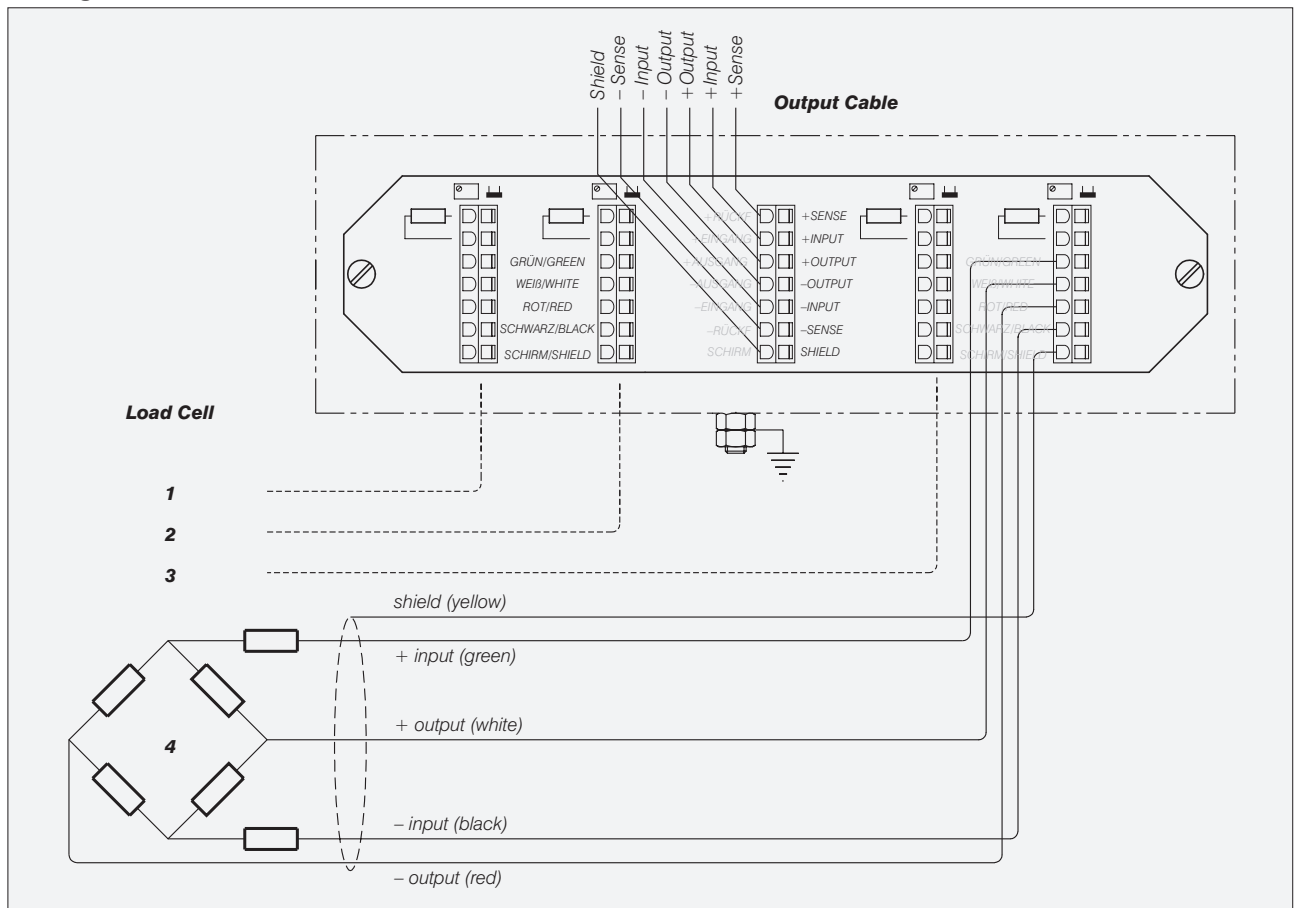 Shield
– Sense
– Input
– Output
+ Output
+ Input
+ Sense
Output Cable
+RÜCKF
+SENSE
+EINGANG
+INPUT
GRÜN/GREEN
+AUSGANG
+OUTPUT
GRÜN/GREEN
WEIß/WHITE
–AUSGANG
–OUTPUT
WEIß/WHITE
ROT/RED
–EINGANG
–INPUT
ROT/RED
SCHWARZ/BLACK
–RÜCKF
–SENSE
SCHWARZ/BLACK
SCHIRM/SHIELD
SCHIRM
SHIELD
SCHIRM/SHIELD
Load Cell
1
2
3
shield (yellow)
+ input (green)
+ output (white)
4
– input (black)
– output (red)